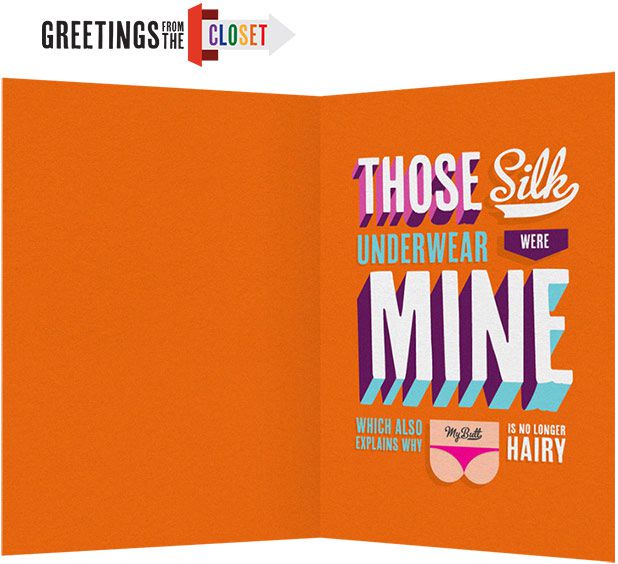 GREETINGS FROM THE CLOSET
THOSE Silk
UNDERWEAR WERE
MINE
WHICH ALSO
EXPLAINS WHY
My Butt
IS NO LONGER
HAIRY